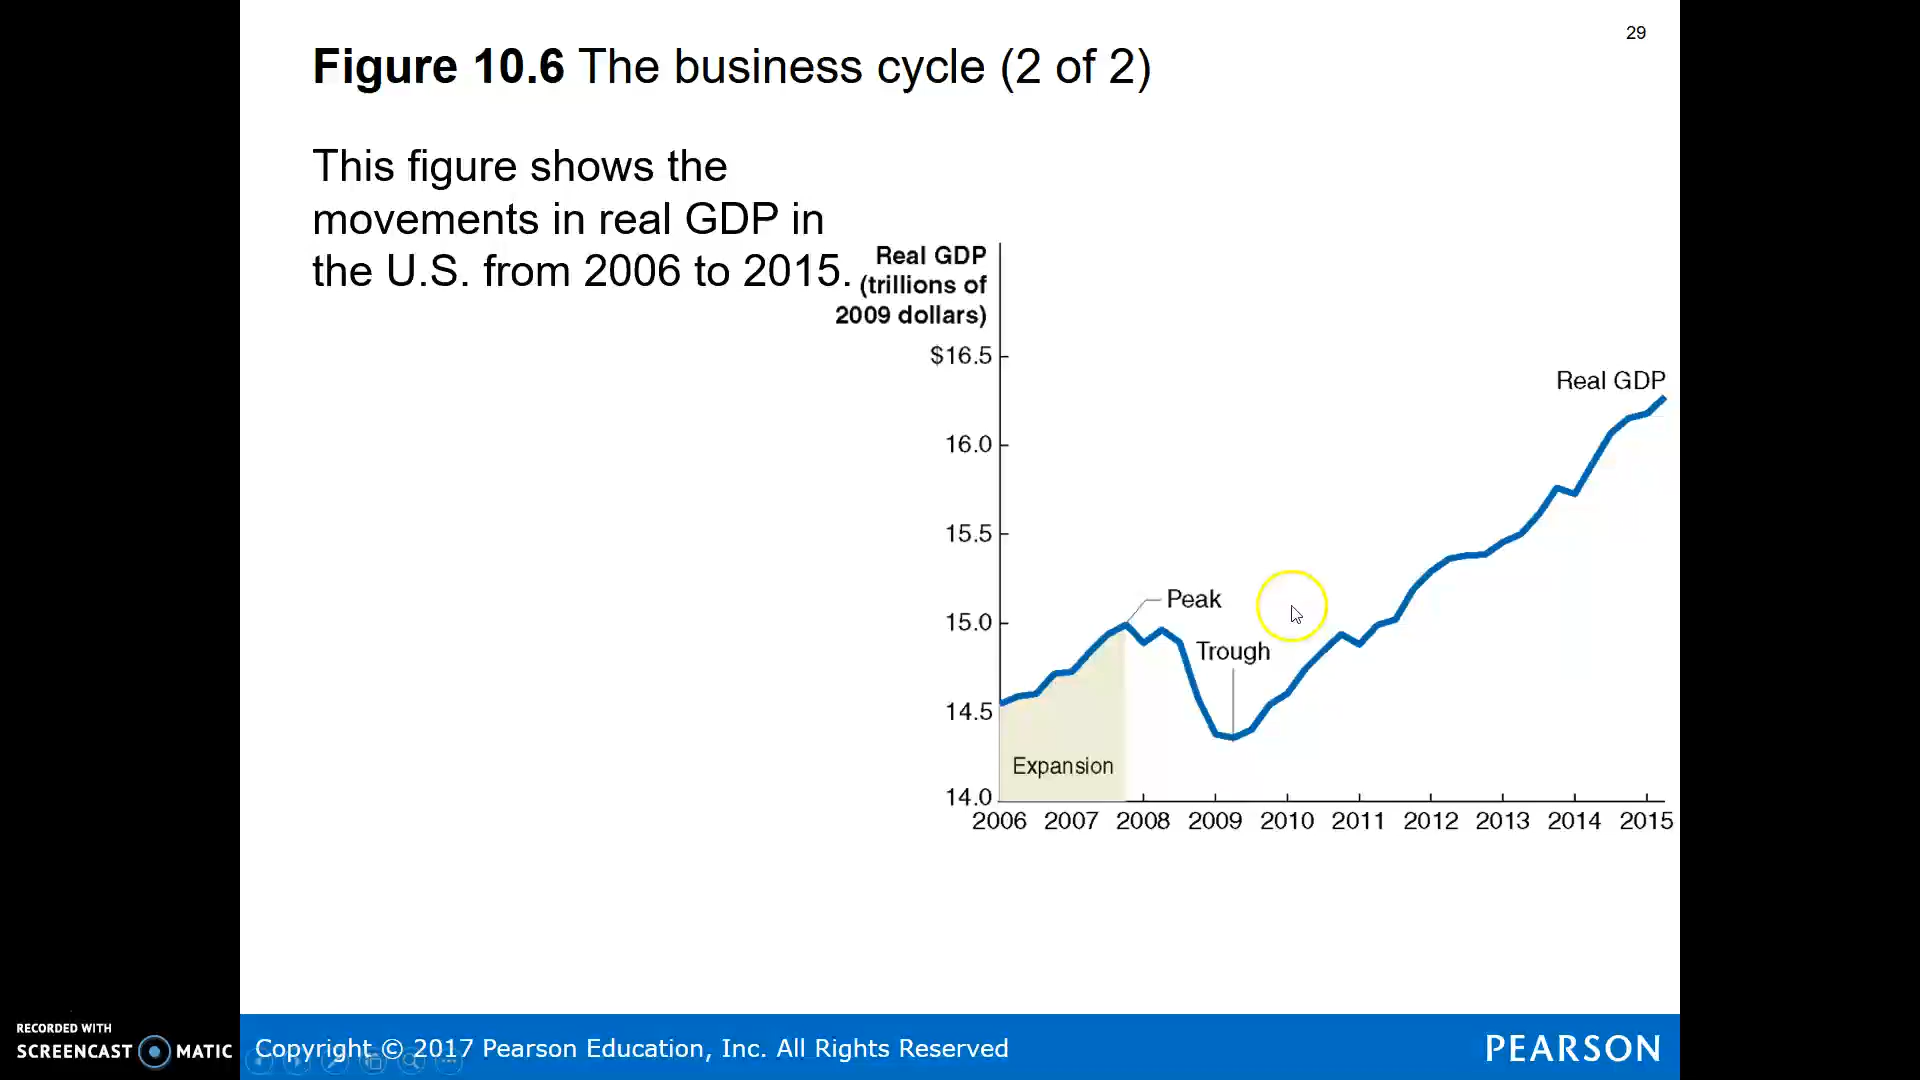 29
Figure 10.6 The business cycle (2 of 2)
This figure shows the
movements in real GDP in
the U.S. from 2006 to 2015.
Real GDP
(trillions of
2009 dollars)
$16.5
16.0
15.5
15.0
14.5
14.0
Real GDP
Peak
Trough
Expansion
2006 2007 2008 2009 2010 2011 2012 2013 2014 2015
RECORDED WITH
SCREENCAST MATIC
Copyright © 2017 Pearson Education, Inc. All Rights Reserved
PEARSON